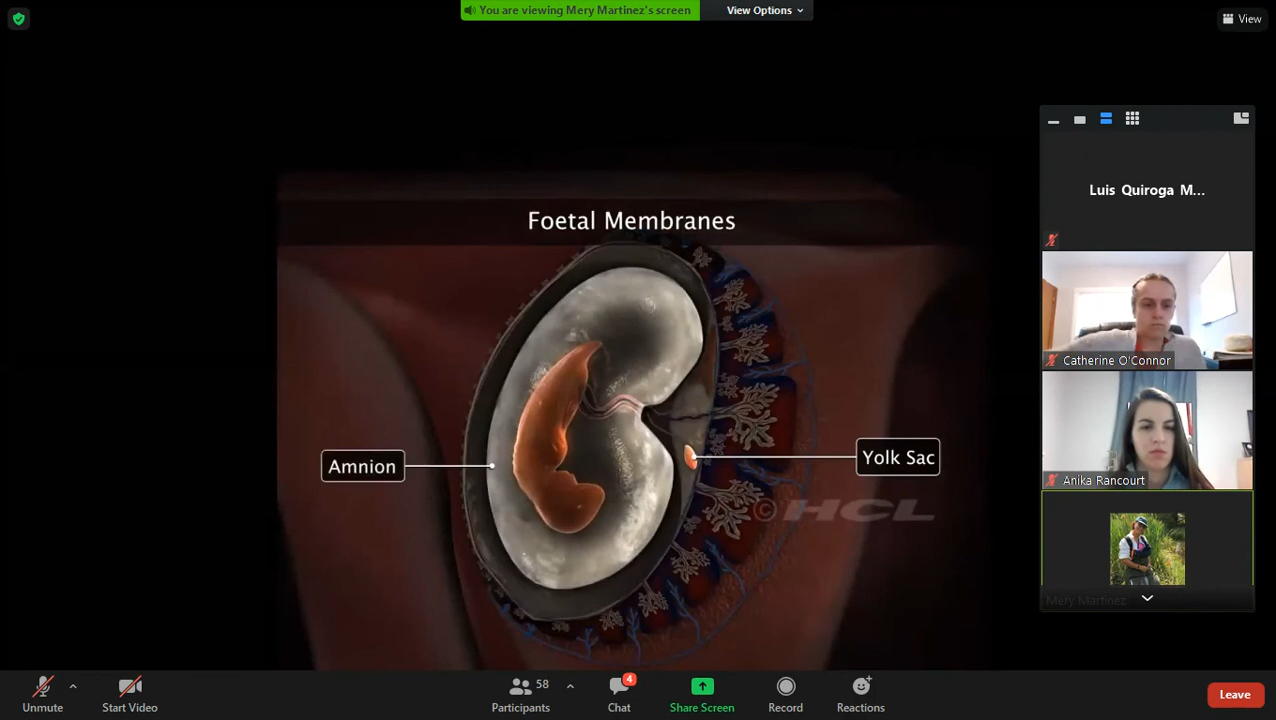 You are viewing Mery Martinez's screen
View Options
View
Luis Quiroga M...
Foetal Membranes
Catherine O'Connor
Amnion
Yolk Sac
Anika Rancourt
©HCL
Mery Martinez
Unmute
Start Video
58
Participants
4
Chat
Share Screen
Record
Reactions
Leave